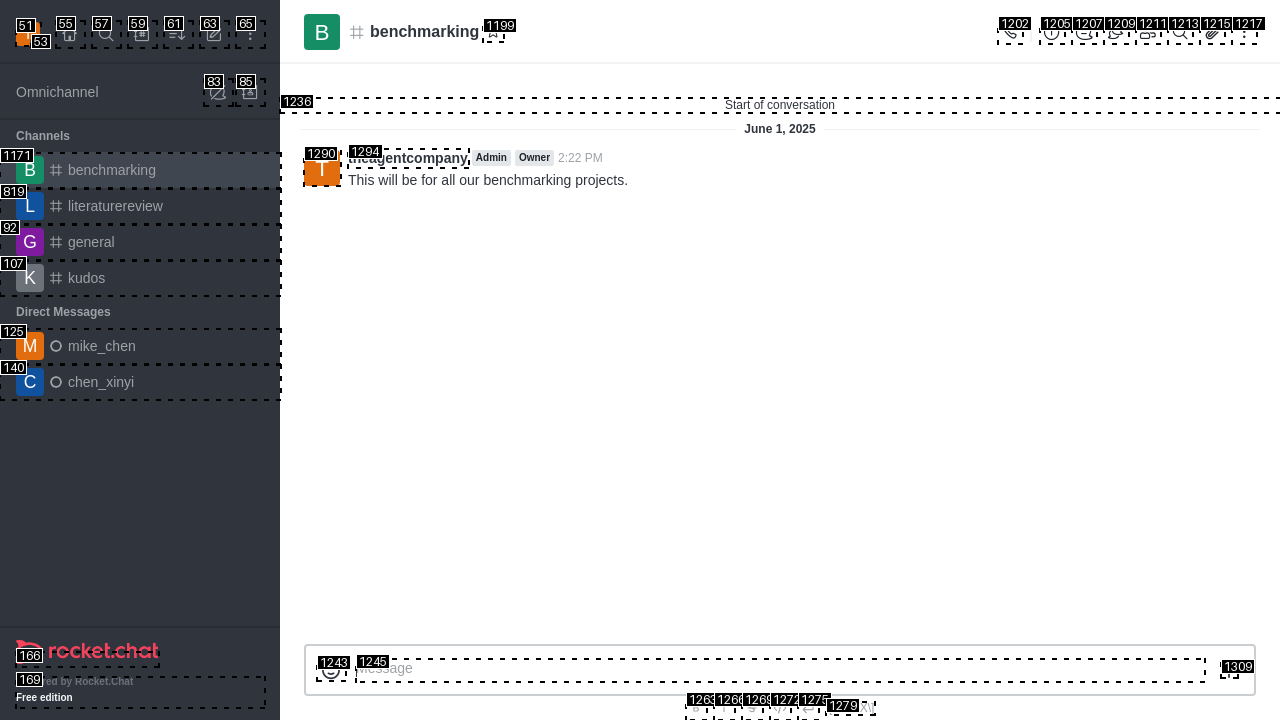 51
53
55
57
59
61
63
65
Omnichannel
83
85
Channels
1171
B
benchmarking
819
L
literaturereview
92
G
general
107
K
kudos
Direct Messages
125
M
mike_chen
140
C
chen_xinyi
166
rocket.chat
169
ed by Rocket.Chat
Free edition
B
benchmarking
1199
1202
1205
1207
1209
1211
1213
1215
1217
1236
Start of conversation
June 1, 2025
1290
T
1294
theagentcompany Admin Owner 2:22 PM
This will be for all our benchmarking projects.
1243
1245
Message
1309
1263
1266
1269
1272
1275
1279